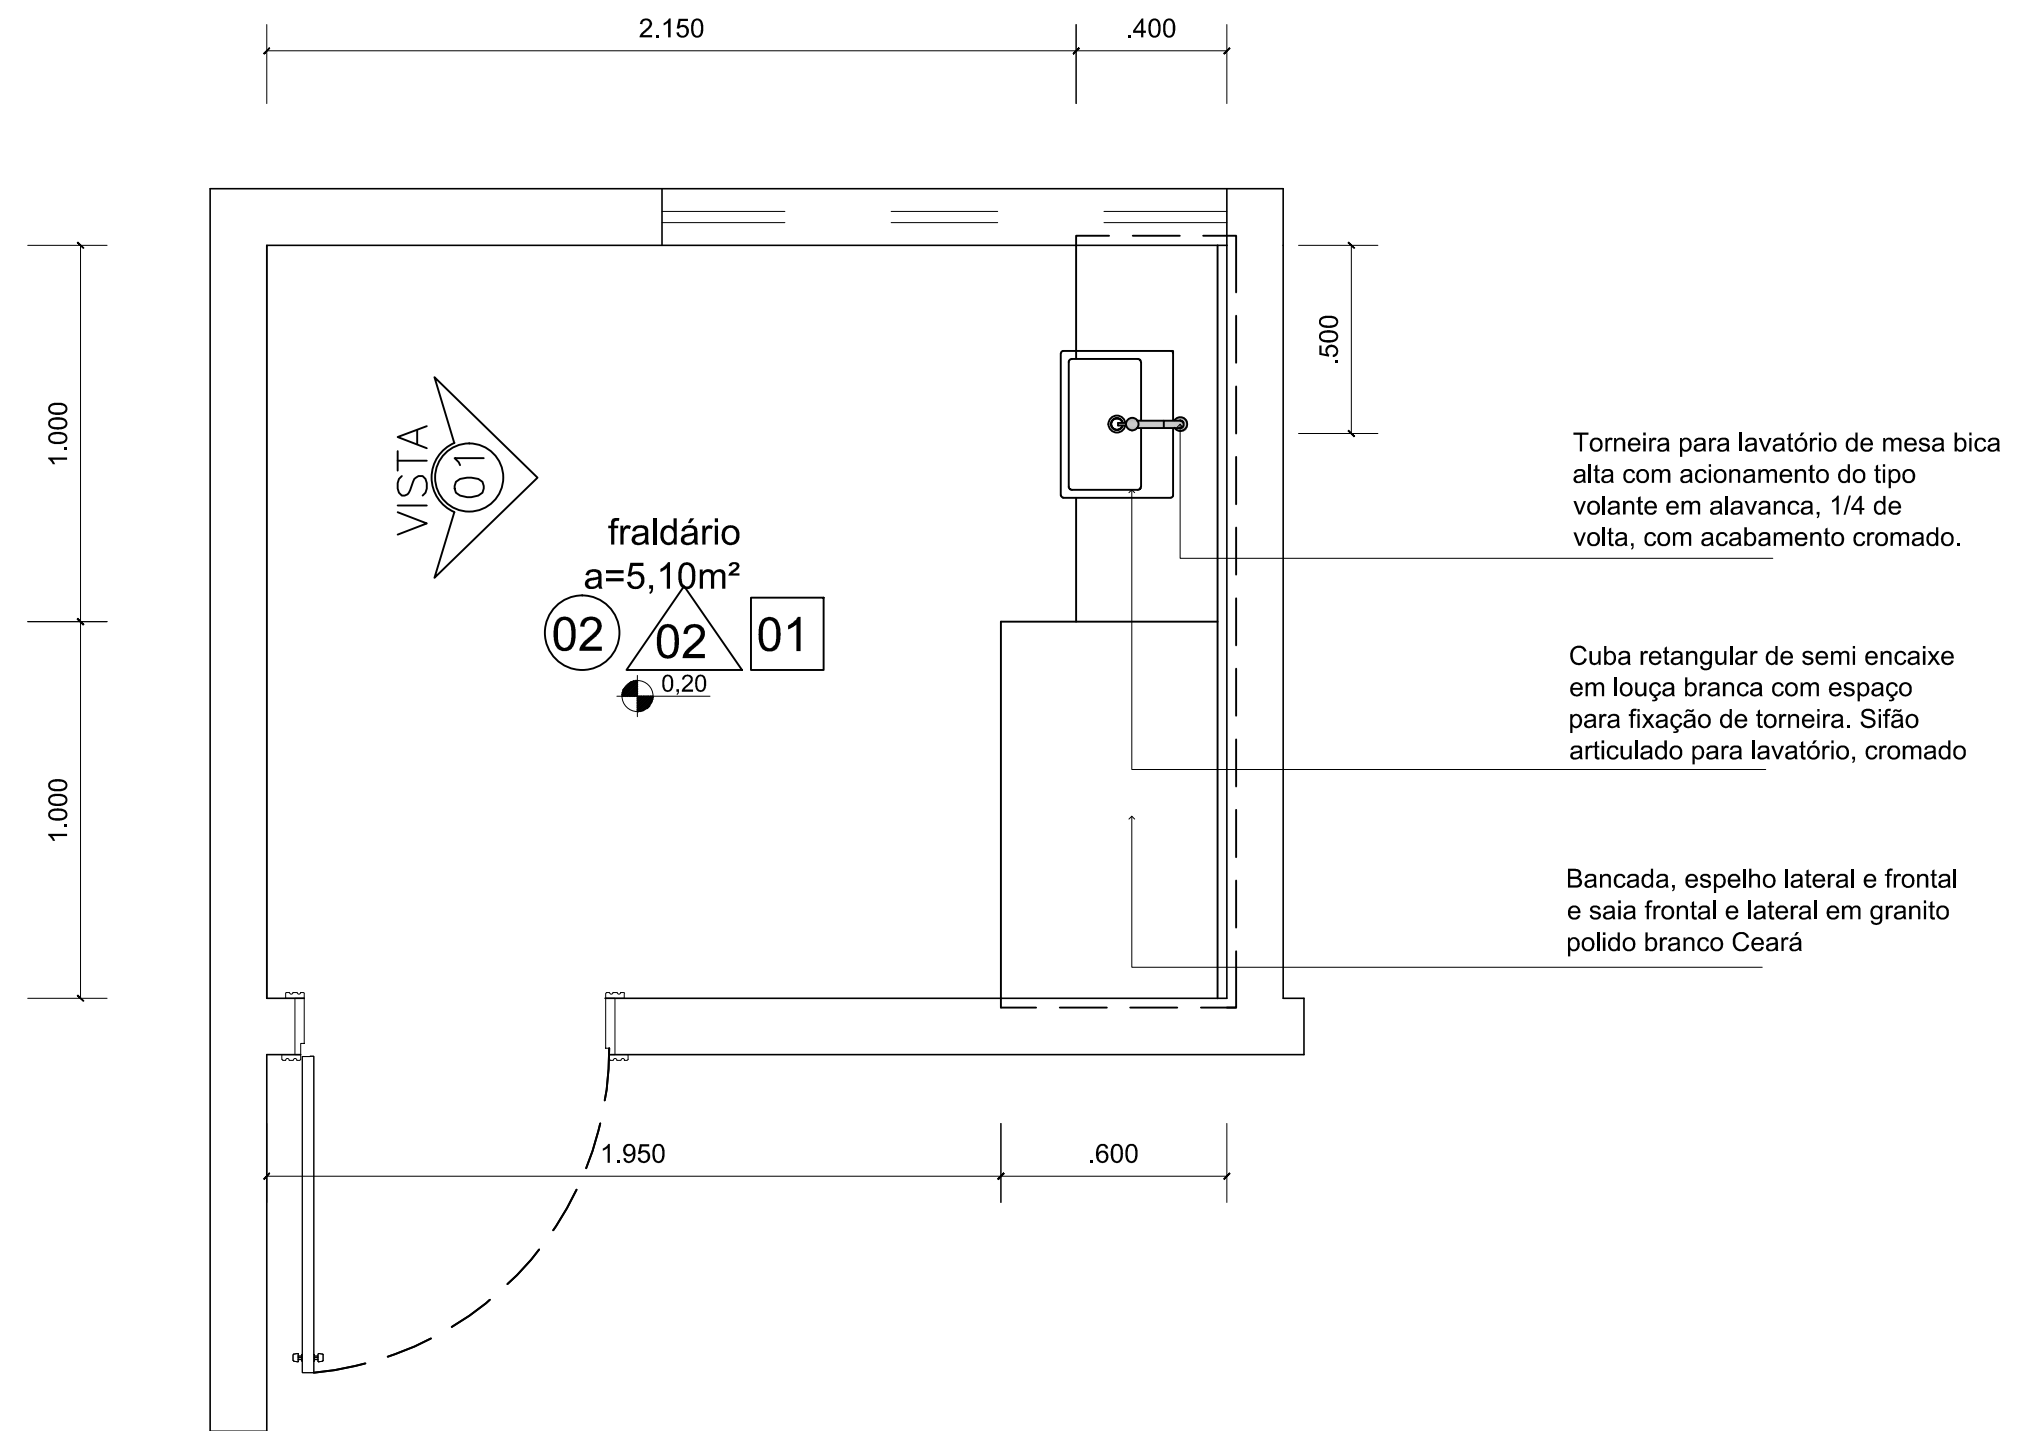 2.150
.400
1.000
.500
VISTA
01
Torneira para lavatório de mesa bica
alta com acionamento do tipo
volante em alavanca, 1/4 de
volta, com acabamento cromado.
fraldário
a=5,10m²
02
02
01
0,20
Cuba retangular de semi encaixe
em louça branca com espaço
para fixação de torneira. Sifão
articulado para lavatório, cromado
1.000
Bancada, espelho lateral e frontal
e saia frontal e lateral em granito
polido branco Ceará
1.950
.600